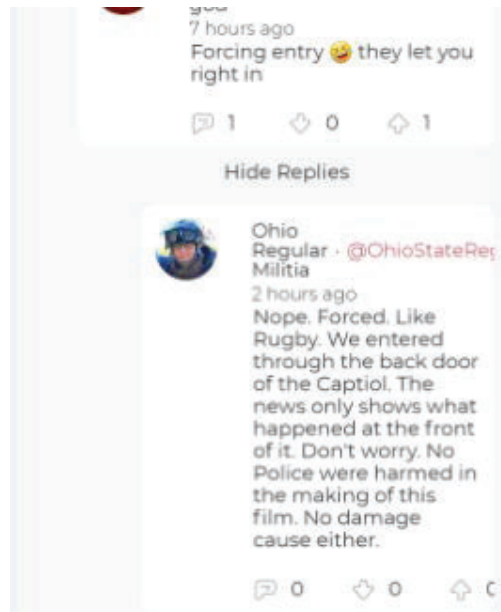 7 hours ago
Forcing entry 🤣 they let you
right in
1 0 1
Hide Replies
Ohio
Regular · @OhioStateReg
Militia
2 hours ago
Nope. Forced. Like
Rugby. We entered
through the back door
of the Captiol. The
news only shows what
happened at the front
of it. Don't worry. No
Police were harmed in
the making of this
film. No damage
cause either.
0 0